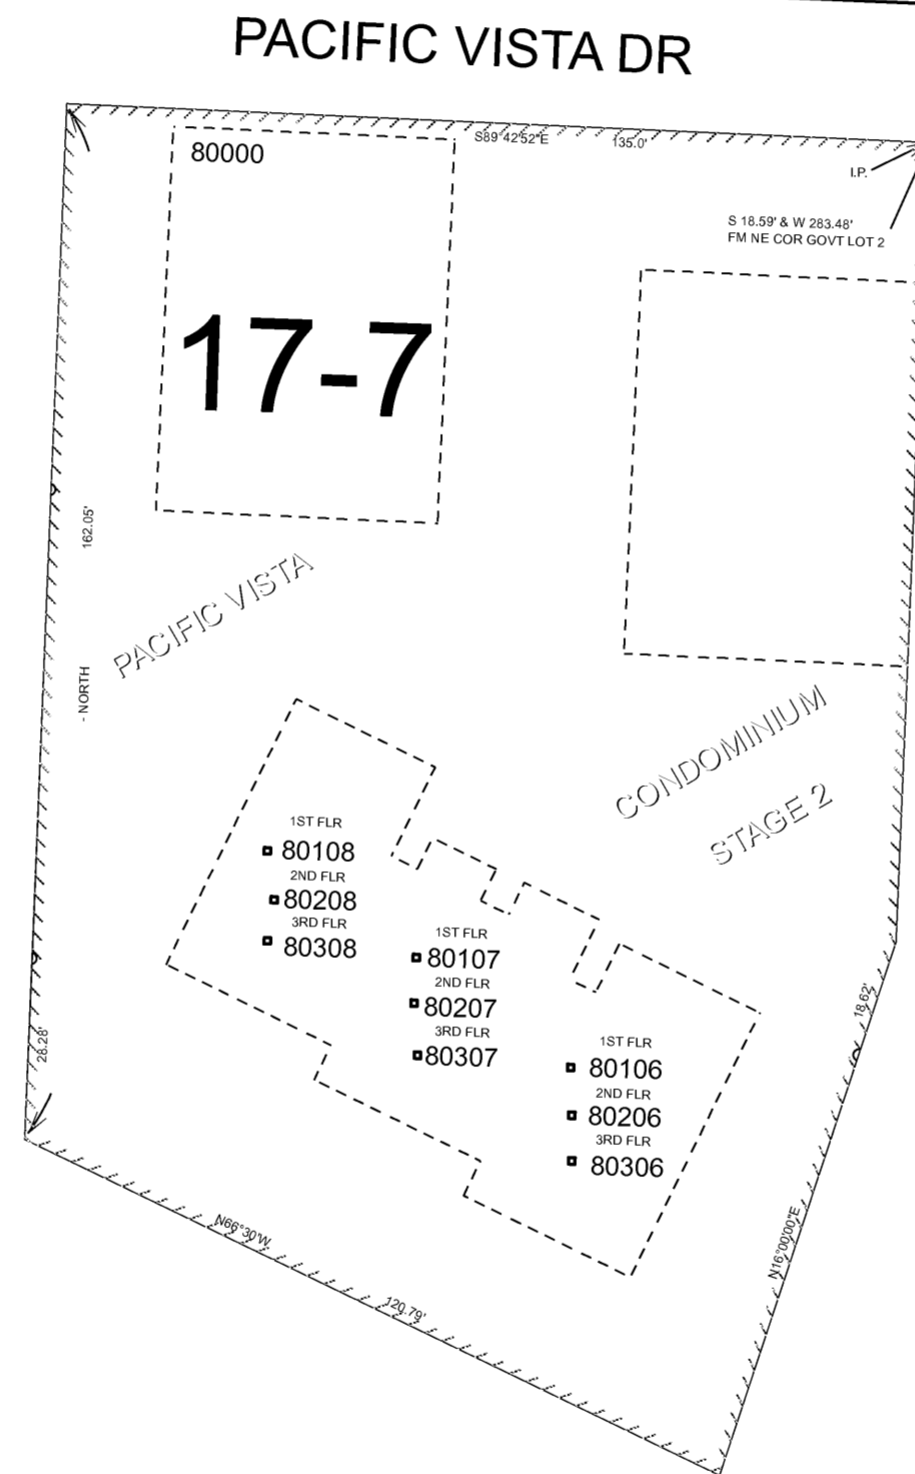 PACIFIC VISTA DR
S89°42'52"E
135.0'
80000
I.P.
S 18.59' & W 283.48'
FM NE COR GOVT LOT 2
17-7
162.05'
PACIFIC VISTA
- NORTH
CONDOMINIUM
STAGE 2
1ST FLR
80108
2ND FLR
80208
3RD FLR
80308
1ST FLR
80107
2ND FLR
80207
3RD FLR
80307
1ST FLR
80106
2ND FLR
80206
3RD FLR
80306
18.62'
28.28'
N16°00'00"E
N66°30'W
120.79'